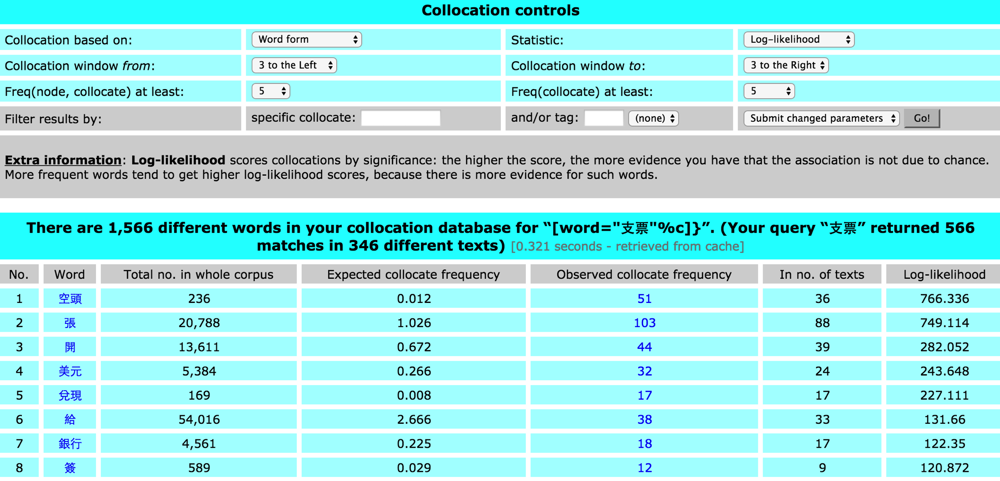 Collocation controls
Collocation based on: Word form Statistic: Log-likelihood
Collocation window from: 3 to the Left Collocation window to: 3 to the Right
Freq(node, collocate) at least: 5 Freq(collocate) at least: 5
Filter results by: specific collocate: and/or tag: (none) Submit changed parameters Go!
Extra information: Log-likelihood scores collocations by significance: the higher the score, the more evidence you have that the association is not due to chance.
More frequent words tend to get higher log-likelihood scores, because there is more evidence for such words.
There are 1,566 different words in your collocation database for “[word="支票"%c]}”. (Your query “支票” returned 566
matches in 346 different texts) [0.321 seconds - retrieved from cache]
No. Word Total no. in whole corpus Expected collocate frequency Observed collocate frequency In no. of texts Log-likelihood
1 空頭 236 0.012 51 36 766.336
2 張 20,788 1.026 103 88 749.114
3 開 13,611 0.672 44 39 282.052
4 美元 5,384 0.266 32 24 243.648
5 兌現 169 0.008 17 17 227.111
6 給 54,016 2.666 38 33 131.66
7 銀行 4,561 0.225 18 17 122.35
8 簽 589 0.029 12 9 120.872